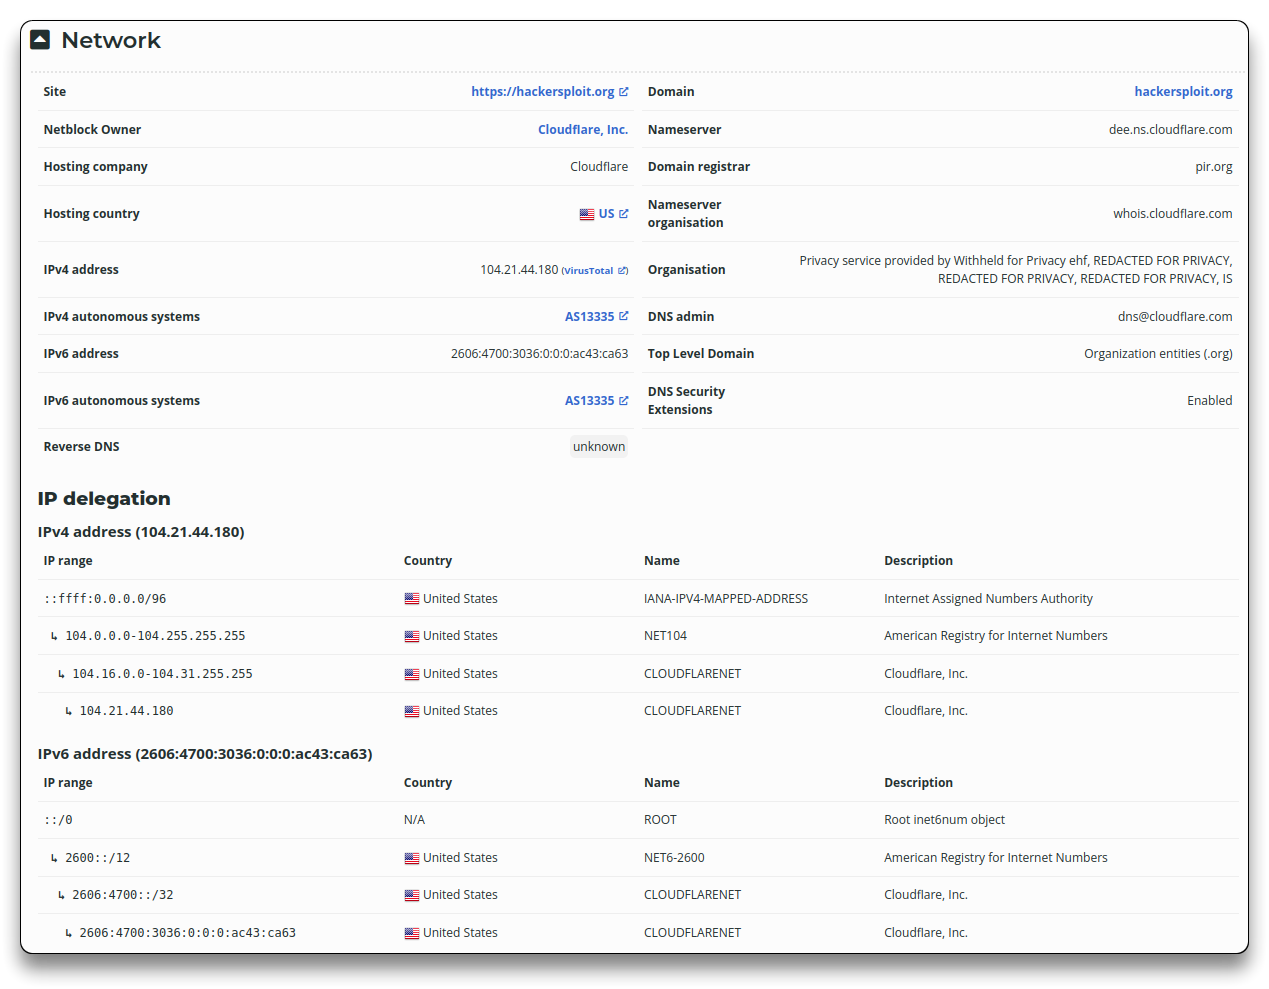 Network
Site https://hackersploit.org Domain hackersploit.org
Netblock Owner Cloudflare, Inc. Nameserver dee.ns.cloudflare.com
Hosting company Cloudflare Domain registrar pir.org
Hosting country US Nameserver organisation whois.cloudflare.com
IPv4 address 104.21.44.180 (VirusTotal) Organisation Privacy service provided by Withheld for Privacy ehf, REDACTED FOR PRIVACY,
REDACTED FOR PRIVACY, REDACTED FOR PRIVACY, IS
IPv4 autonomous systems AS13335 DNS admin dns@cloudflare.com
IPv6 address 2606:4700:3036:0:0:0:ac43:ca63 Top Level Domain Organization entities (.org)
IPv6 autonomous systems AS13335 DNS Security Extensions Enabled
Reverse DNS unknown
IP delegation
IPv4 address (104.21.44.180)
IP range Country Name Description
::ffff:0.0.0.0/96 United States IANA-IPV4-MAPPED-ADDRESS Internet Assigned Numbers Authority
↳ 104.0.0.0-104.255.255.255 United States NET104 American Registry for Internet Numbers
↳ 104.16.0.0-104.31.255.255 United States CLOUDFLARENET Cloudflare, Inc.
↳ 104.21.44.180 United States CLOUDFLARENET Cloudflare, Inc.
IPv6 address (2606:4700:3036:0:0:0:ac43:ca63)
IP range Country Name Description
::/0 N/A ROOT Root inet6num object
↳ 2600::/12 United States NET6-2600 American Registry for Internet Numbers
↳ 2606:4700::/32 United States CLOUDFLARENET Cloudflare, Inc.
↳ 2606:4700:3036:0:0:0:ac43:ca63 United States CLOUDFLARENET Cloudflare, Inc.